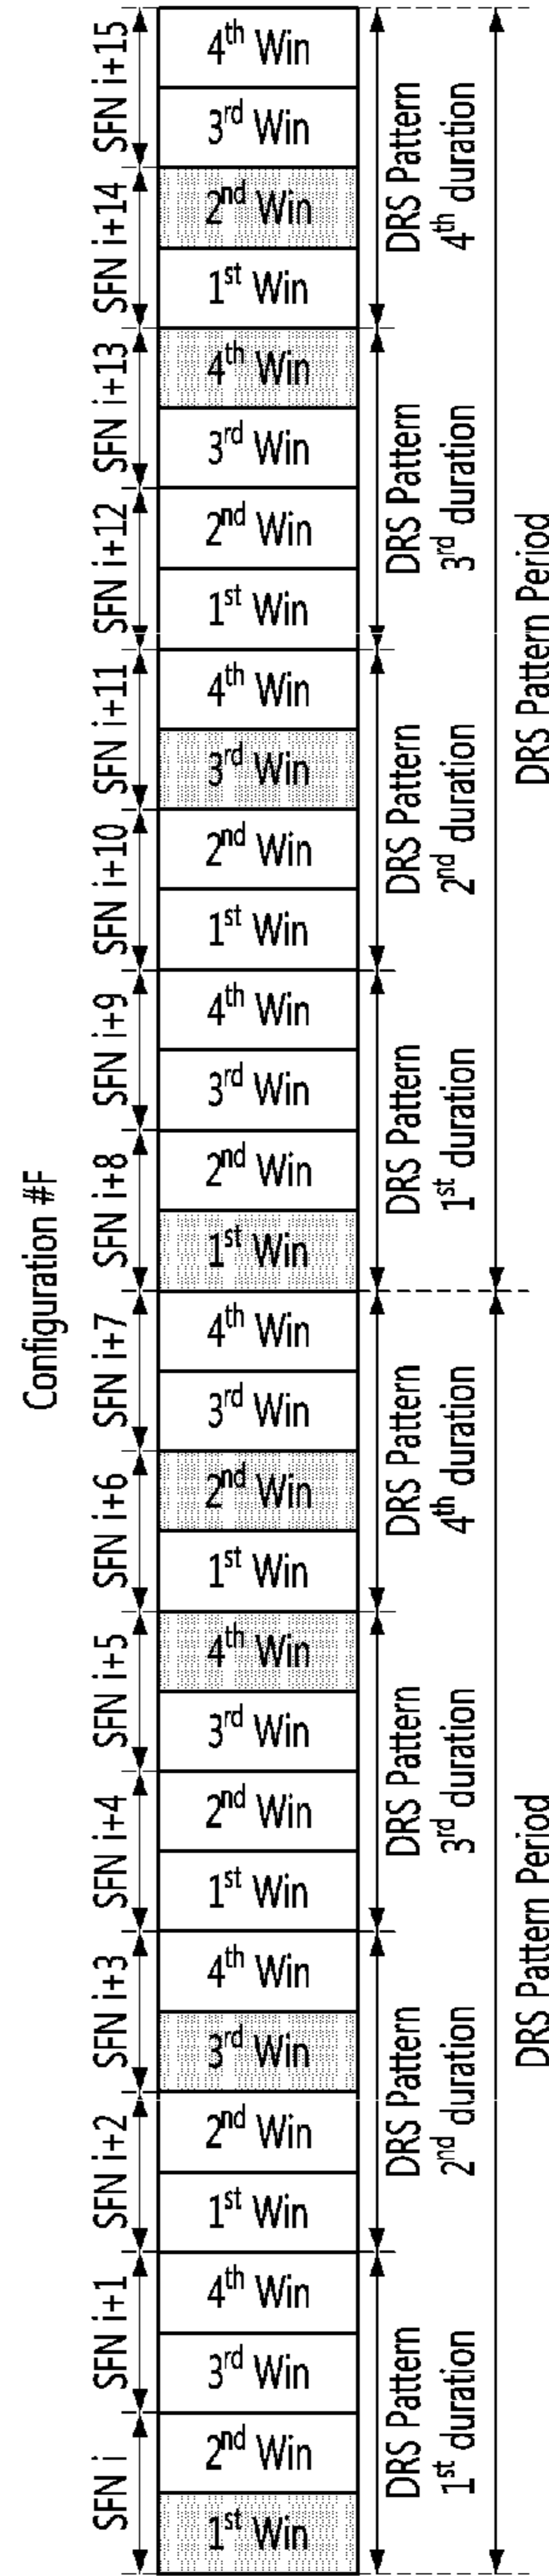 Configuration #F
SFN i+15
SFN i+14
SFN i+13
SFN i+12
SFN i+11
SFN i+10
SFN i+9
SFN i+8
SFN i+7
SFN i+6
SFN i+5
SFN i+4
SFN i+3
SFN i+2
SFN i+1
SFN i
4th Win
3rd Win
2nd Win
1st Win
4th Win
3rd Win
2nd Win
1st Win
4th Win
3rd Win
2nd Win
1st Win
4th Win
3rd Win
2nd Win
1st Win
4th Win
3rd Win
2nd Win
1st Win
4th Win
3rd Win
2nd Win
1st Win
4th Win
3rd Win
2nd Win
1st Win
4th Win
3rd Win
2nd Win
1st Win
DRS Pattern
4th duration
DRS Pattern
3rd duration
DRS Pattern
2nd duration
DRS Pattern
1st duration
DRS Pattern
4th duration
DRS Pattern
3rd duration
DRS Pattern
2nd duration
DRS Pattern
1st duration
DRS Pattern Period
DRS Pattern Period